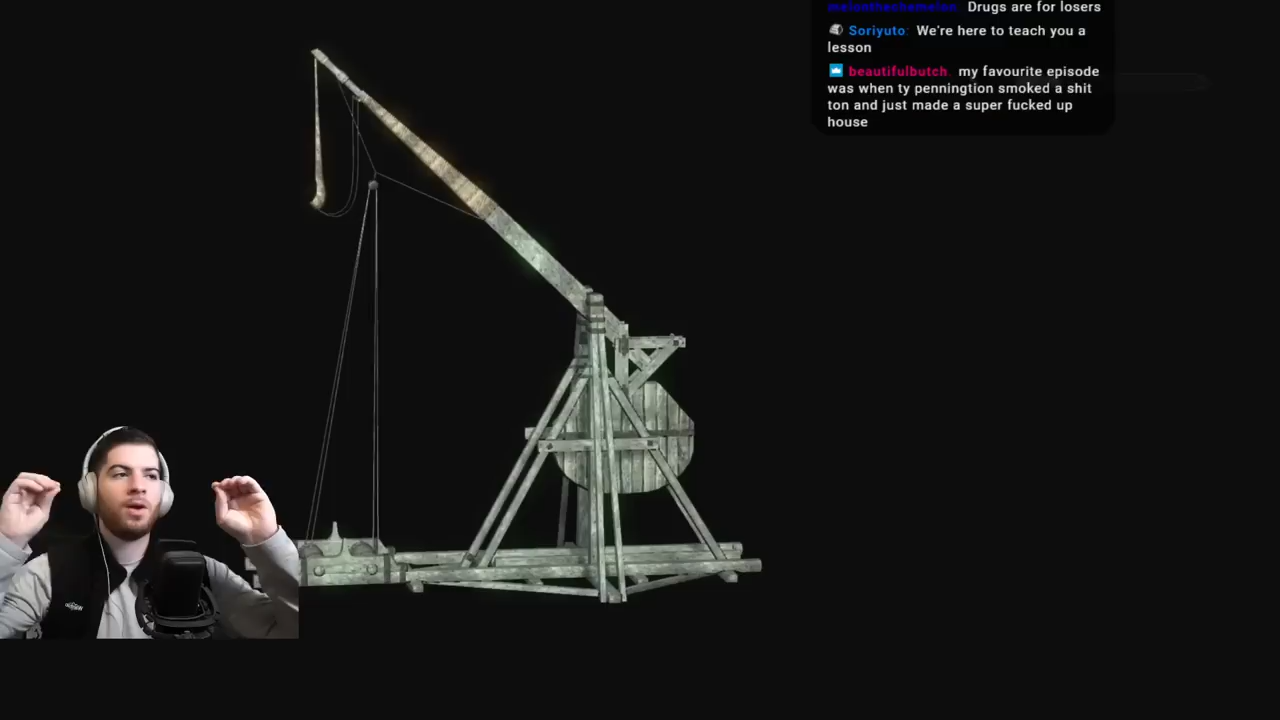 Drugs are for losers
Soriyuto: We're here to teach you a
lesson
beautifulbutch: my favourite episode
was when ty penningtion smoked a shit
ton and just made a super fucked up
house